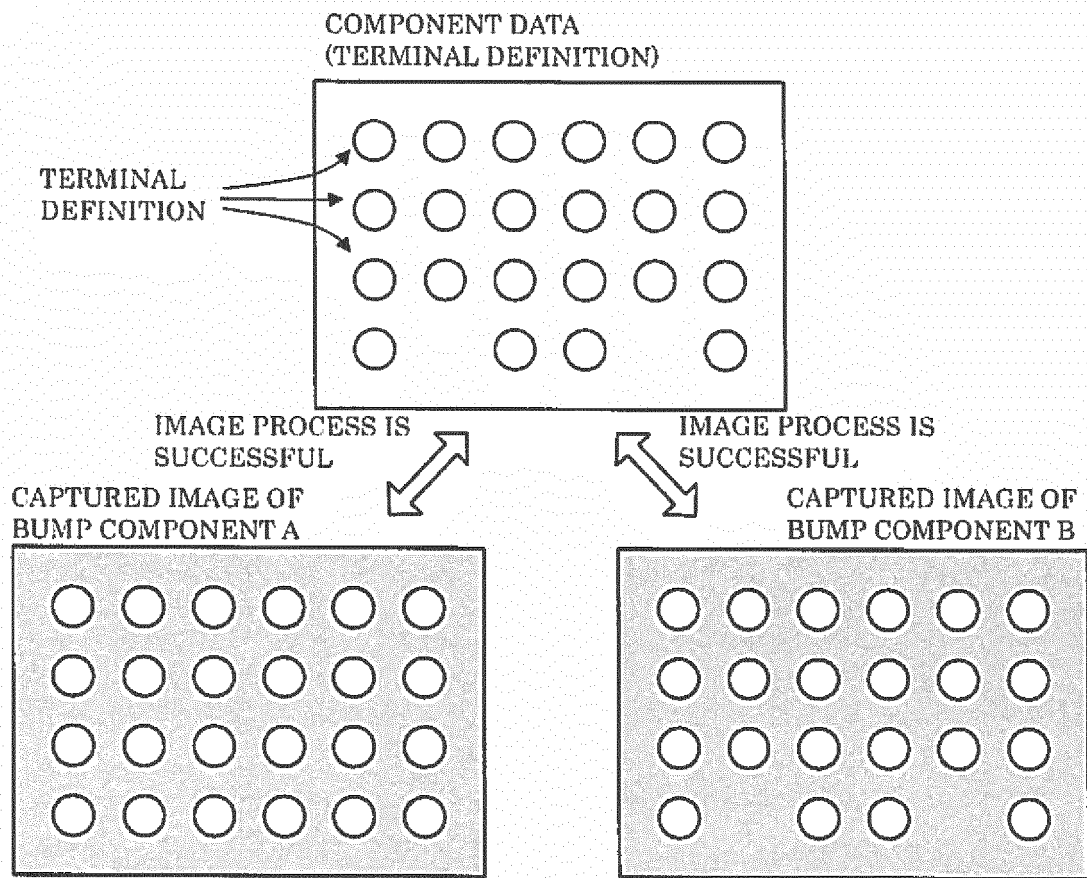 COMPONENT DATA
(TERMINAL DEFINITION)
TERMINAL
DEFINITION
IMAGE PROCESS IS
SUCCESSFUL
IMAGE PROCESS IS
SUCCESSFUL
CAPTURED IMAGE OF
BUMP COMPONENT A
CAPTURED IMAGE OF
BUMP COMPONENT B